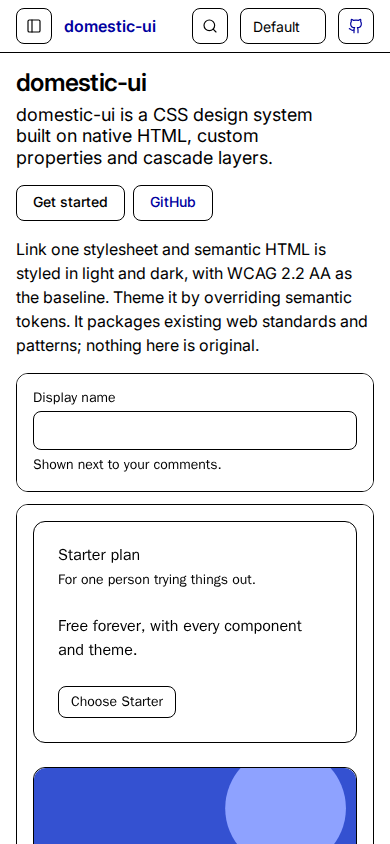 domestic-ui
Default
domestic-ui
domestic-ui is a CSS design system
built on native HTML, custom
properties and cascade layers.
Get started
GitHub
Link one stylesheet and semantic HTML is
styled in light and dark, with WCAG 2.2 AA as
the baseline. Theme it by overriding semantic
tokens. It packages existing web standards and
patterns; nothing here is original.
Display name
Shown next to your comments.
Starter plan
For one person trying things out.
Free forever, with every component
and theme.
Choose Starter